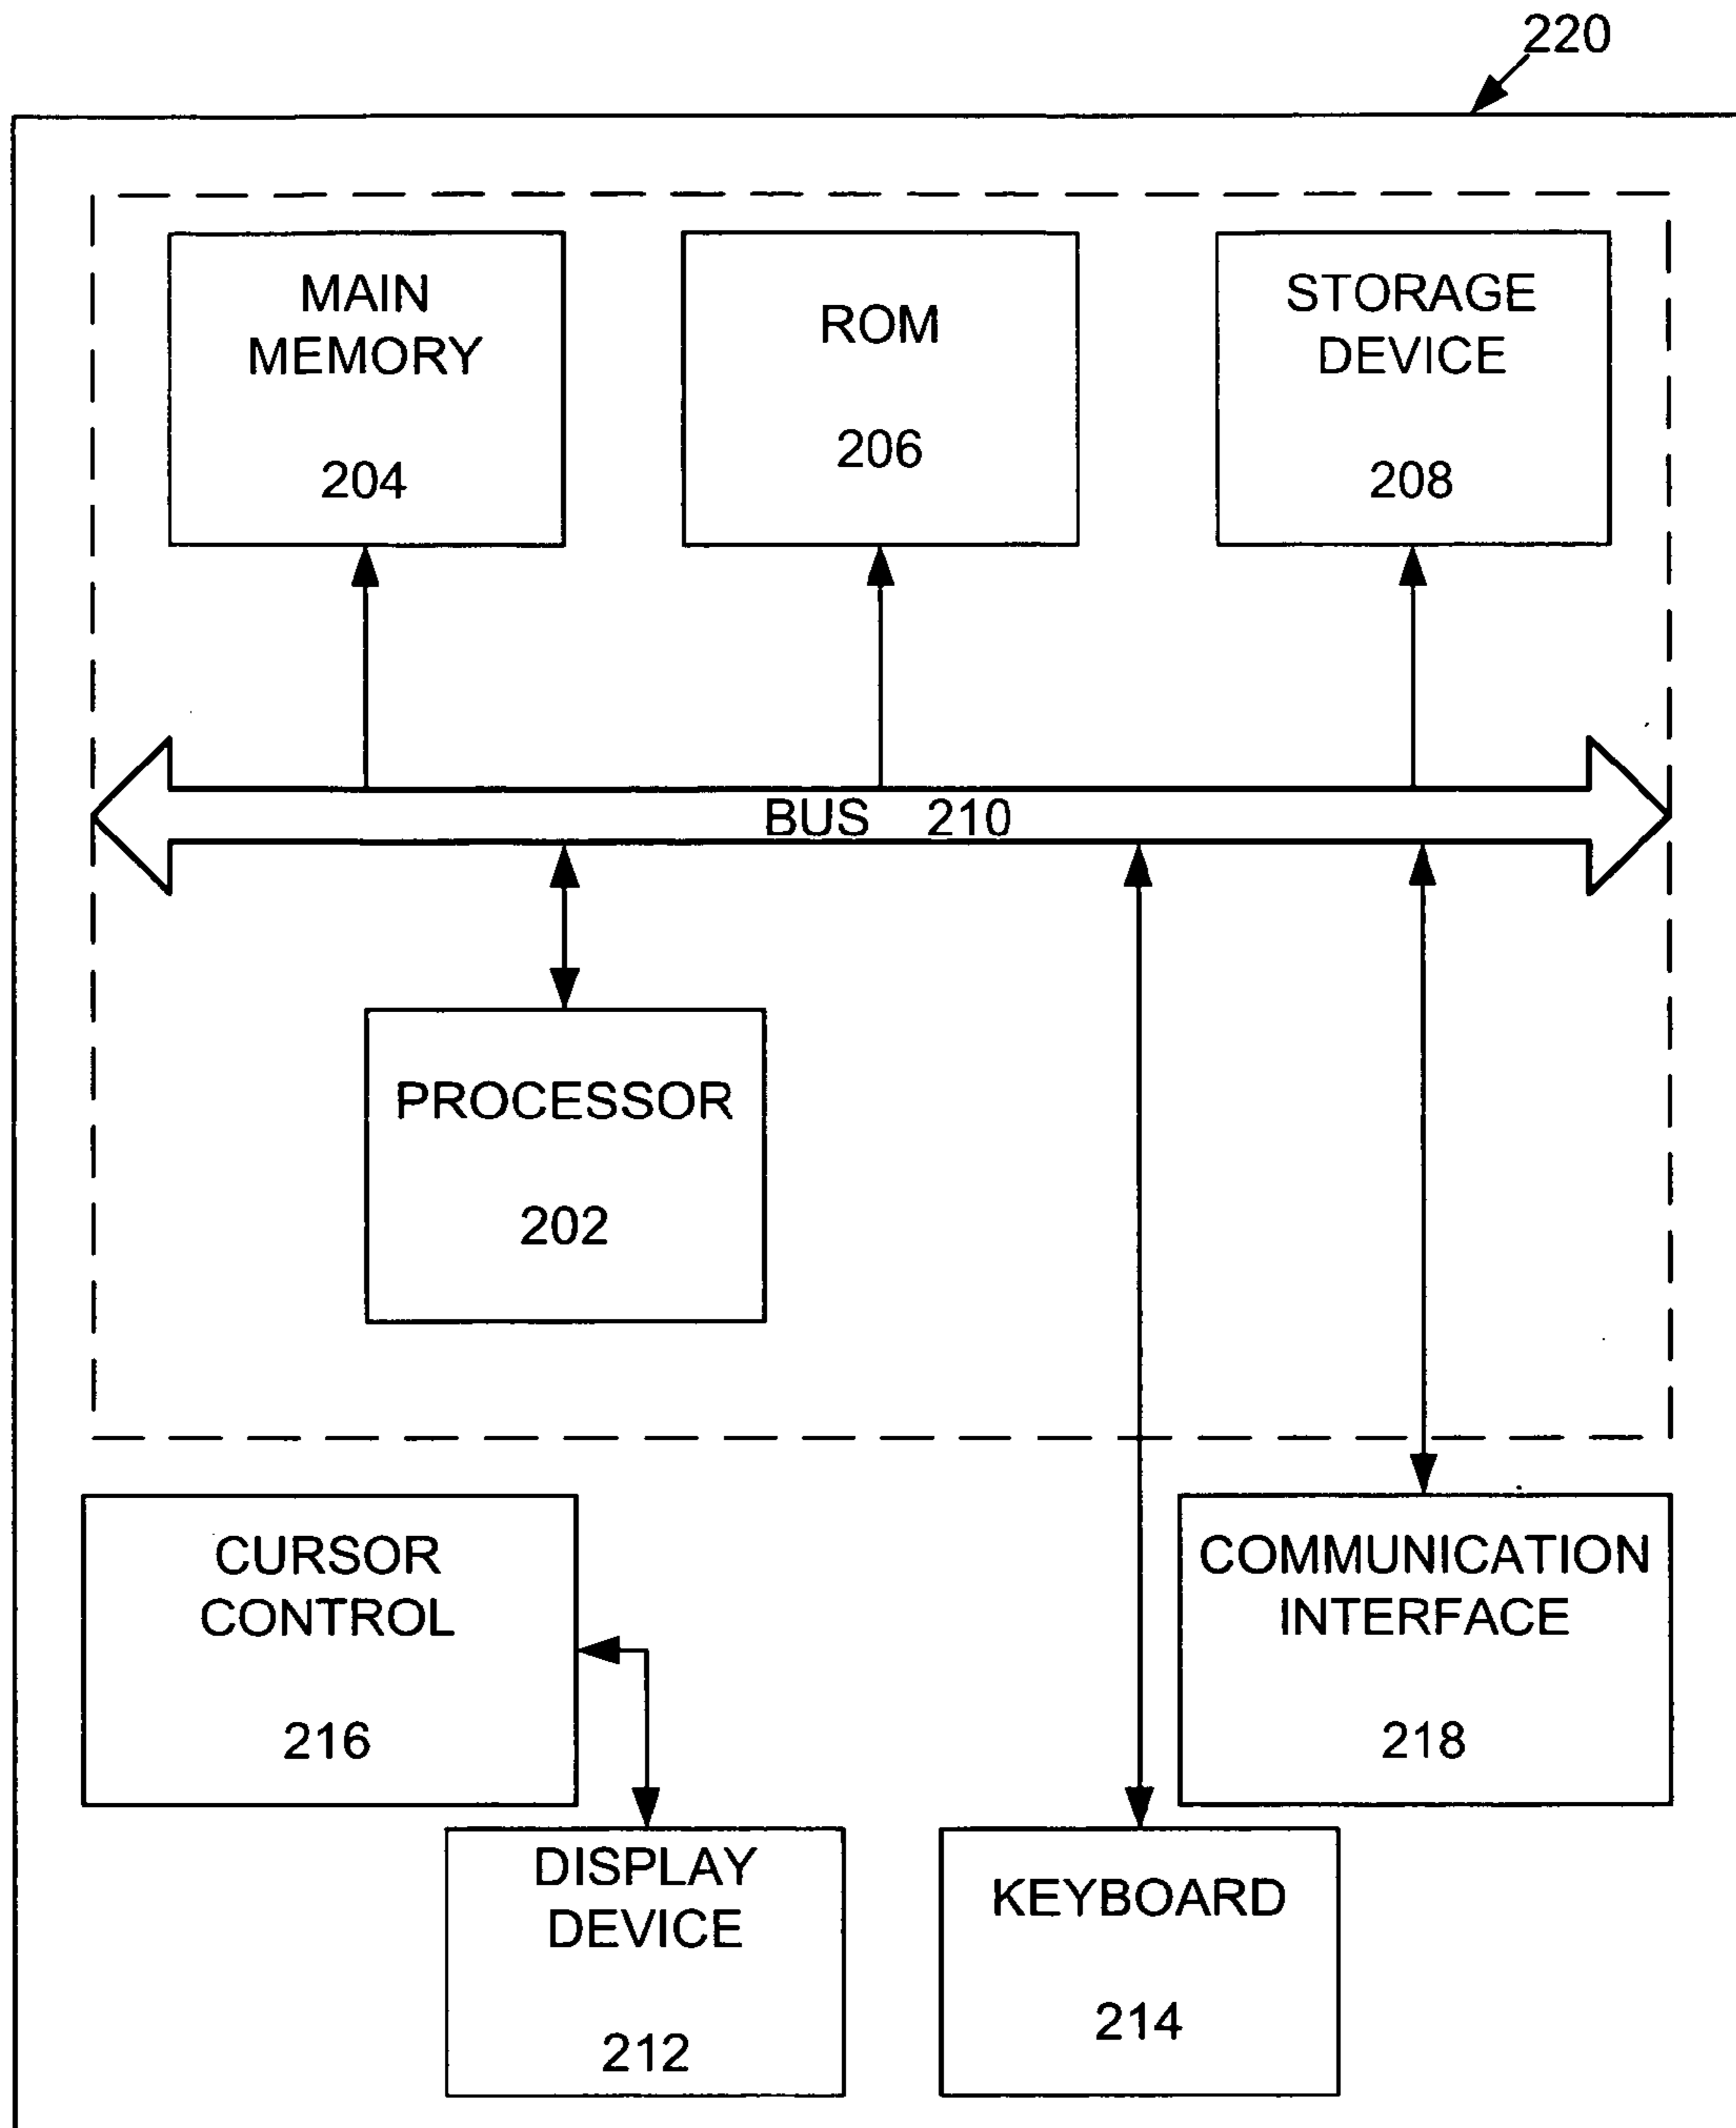 220
MAIN
MEMORY
204
ROM
206
STORAGE
DEVICE
208
BUS 210
PROCESSOR
202
CURSOR
CONTROL
216
COMMUNICATION
INTERFACE
218
DISPLAY
DEVICE
212
KEYBOARD
214